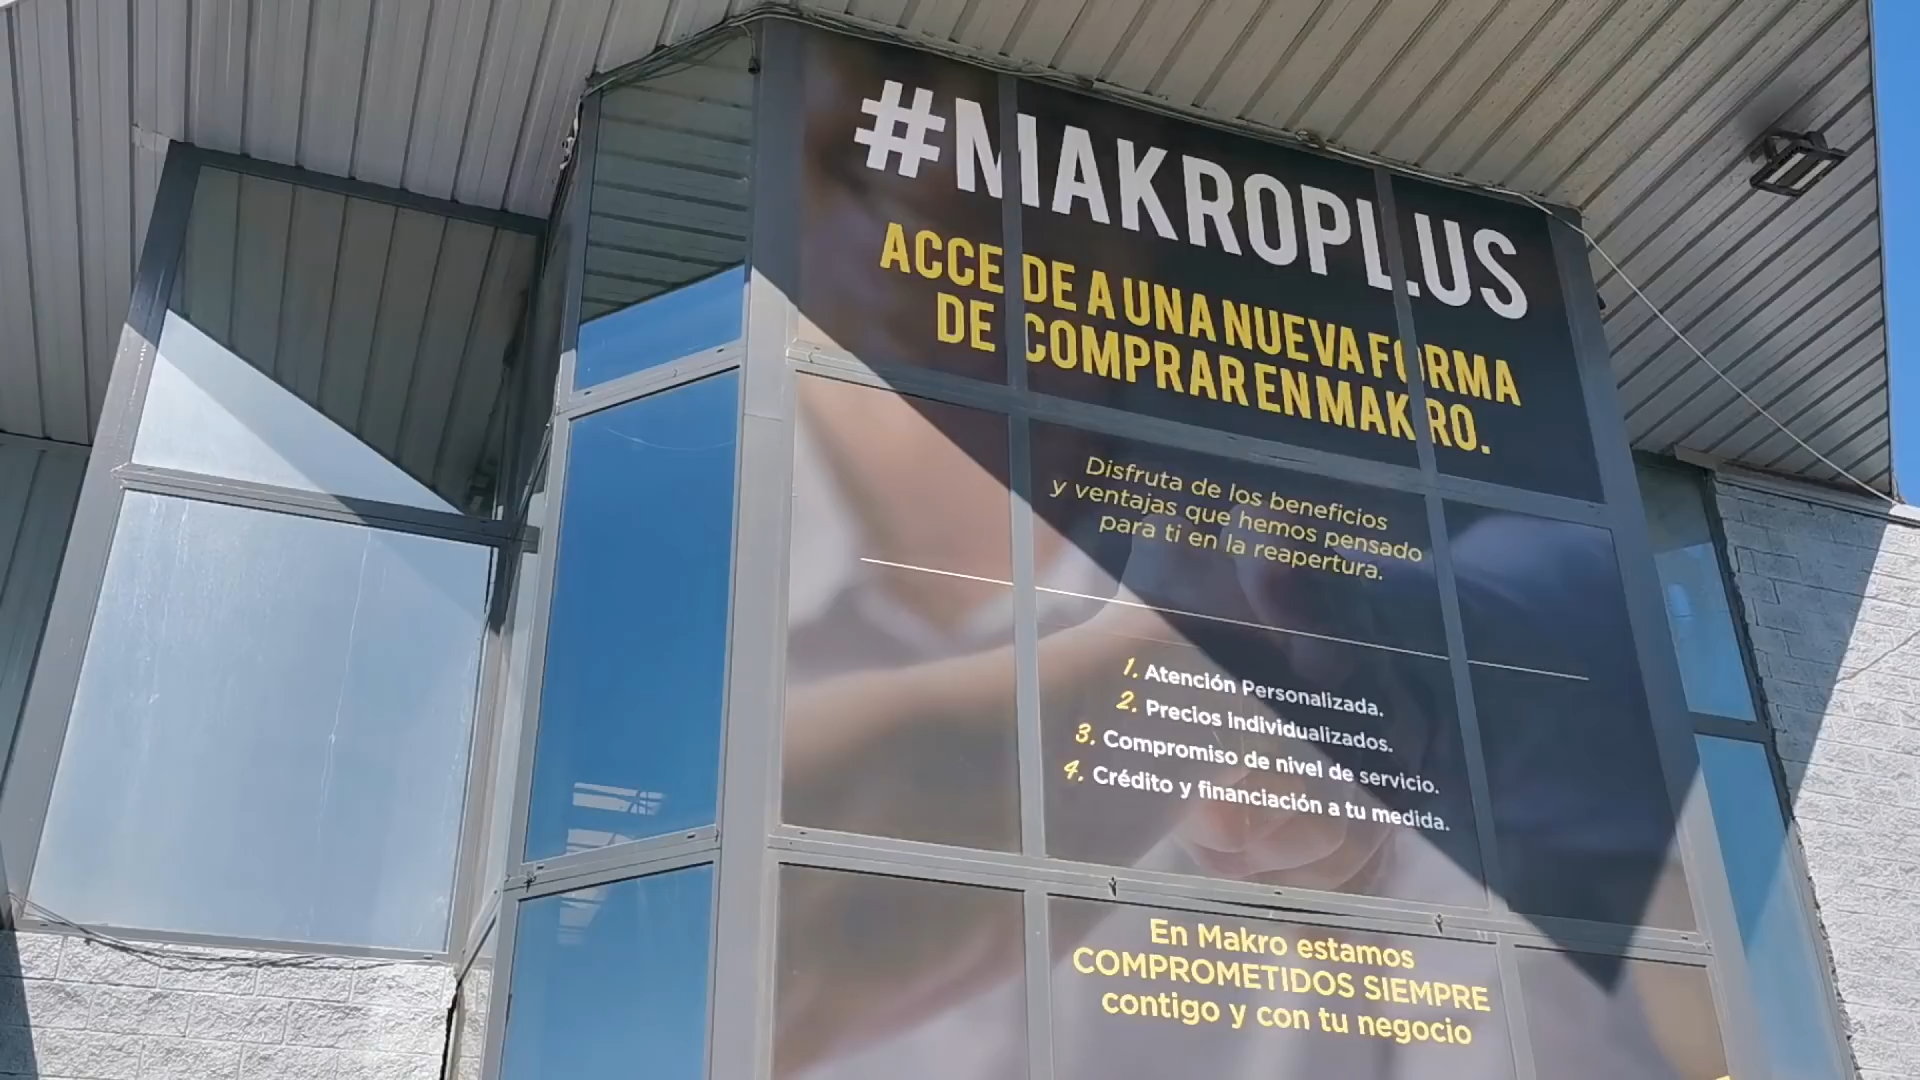 #MAKROPLUS
ACCEDE A UNA NUEVA FORMA
DE COMPRAR EN MAKRO.
Disfruta de los beneficios
y ventajas que hemos pensado
para ti en la reapertura.
1. Atención Personalizada.
2. Precios individualizados.
3. Compromiso de nivel de servicio.
4. Crédito y financiación a tu medida.
En Makro estamos
COMPROMETIDOS SIEMPRE
contigo y con tu negocio